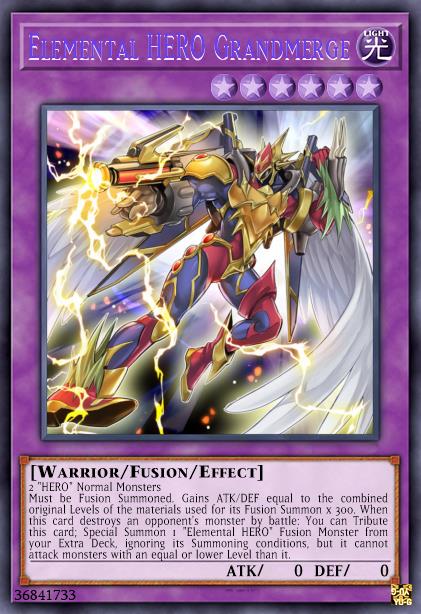 Elemental HERO Grandmerge
LIGHT
光
[Warrior/Fusion/Effect]
2 "HERO" Normal Monsters
Must be Fusion Summoned. Gains ATK/DEF equal to the combined
original Levels of the materials used for its Fusion Summon x 300. When
this card destroys an opponent's monster by battle: You can Tribute
this card; Special Summon 1 "Elemental HERO" Fusion Monster from
your Extra Deck, ignoring its Summoning conditions, but it cannot
attack monsters with an equal or lower Level than it.
ATK/ 0 DEF/ 0
36841733